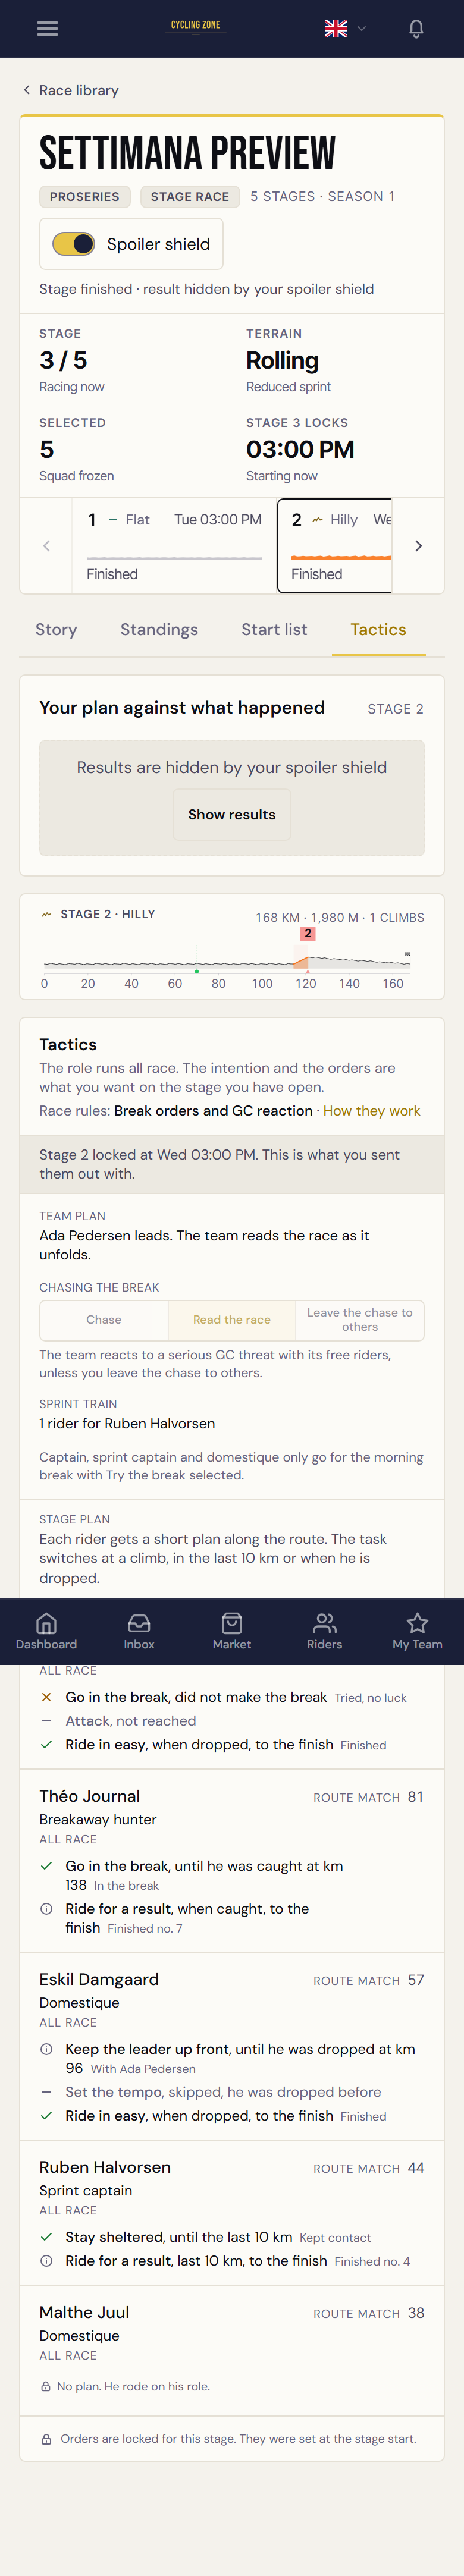 CYCLING ZONE
Race library
SETTIMANA PREVIEW
PROSERIES STAGE RACE 5 STAGES · SEASON 1
Spoiler shield
Stage finished · result hidden by your spoiler shield
STAGE TERRAIN
3 / 5 Rolling
Racing now Reduced sprint
SELECTED STAGE 3 LOCKS
5 03:00 PM
Squad frozen Starting now
1 Flat Tue 03:00 PM 2 Hilly We
Finished Finished
Story Standings Start list Tactics
Your plan against what happened STAGE 2
Results are hidden by your spoiler shield
Show results
STAGE 2 · HILLY 168 KM · 1,980 M · 1 CLIMBS
2
0 20 40 60 80 100 120 140 160
Tactics
The role runs all race. The intention and the orders are
what you want on the stage you have open.
Race rules: Break orders and GC reaction · How they work
Stage 2 locked at Wed 03:00 PM. This is what you sent
them out with.
TEAM PLAN
Ada Pedersen leads. The team reads the race as it
unfolds.
CHASING THE BREAK
Chase Read the race Leave the chase to
others
The team reacts to a serious GC threat with its free riders,
unless you leave the chase to others.
SPRINT TRAIN
1 rider for Ruben Halvorsen
Captain, sprint captain and domestique only go for the morning
break with Try the break selected.
STAGE PLAN
Each rider gets a short plan along the route. The task
switches at a climb, in the last 10 km or when he is
dropped.
Dashboard Inbox Market Riders My Team
ALL RACE
Go in the break, did not make the break Tried, no luck
Attack, not reached
Ride in easy, when dropped, to the finish Finished
Théo Journal ROUTE MATCH 81
Breakaway hunter
ALL RACE
Go in the break, until he was caught at km
138 In the break
Ride for a result, when caught, to the
finish Finished no. 7
Eskil Damgaard ROUTE MATCH 57
Domestique
ALL RACE
Keep the leader up front, until he was dropped at km
96 With Ada Pedersen
Set the tempo, skipped, he was dropped before
Ride in easy, when dropped, to the finish Finished
Ruben Halvorsen ROUTE MATCH 44
Sprint captain
ALL RACE
Stay sheltered, until the last 10 km Kept contact
Ride for a result, last 10 km, to the finish Finished no. 4
Malthe Juul ROUTE MATCH 38
Domestique
ALL RACE
No plan. He rode on his role.
Orders are locked for this stage. They were set at the stage start.